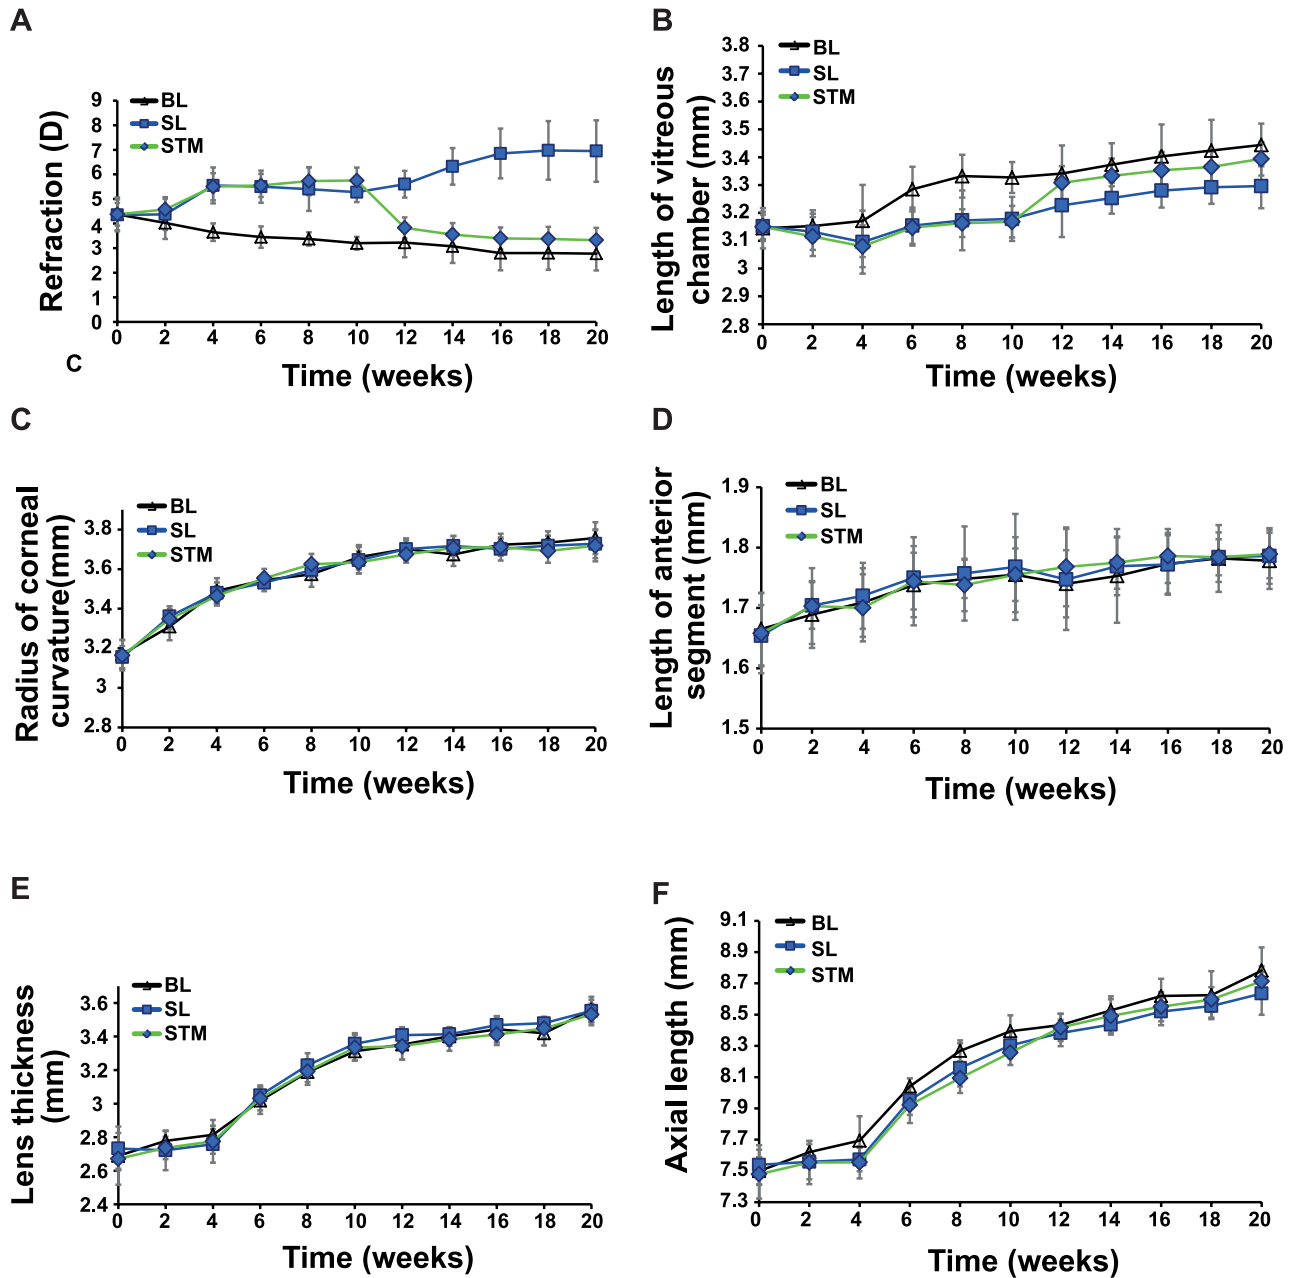 A
Refraction (D)
9
8
7
6
5
4
3
2
1
0
BL
SL
STM
0 2 4 6 8 10 12 14 16 18 20
Time (weeks)
C
B
Length of vitreous
chamber (mm)
3.8
3.7
3.6
3.5
3.4
3.3
3.2
3.1
3
2.9
2.8
BL
SL
STM
0 2 4 6 8 10 12 14 16 18 20
Time (weeks)
C
Radius of corneal
curvature(mm)
3.8
3.6
3.4
3.2
3
2.8
BL
SL
STM
0 2 4 6 8 10 12 14 16 18 20
Time (weeks)
D
Length of anterior
segment (mm)
1.9
1.8
1.7
1.6
1.5
BL
SL
STM
0 2 4 6 8 10 12 14 16 18 20
Time (weeks)
E
Lens thickness
(mm)
3.6
3.4
3.2
3
2.8
2.6
2.4
BL
SL
STM
0 2 4 6 8 10 12 14 16 18 20
Time (weeks)
F
Axial length (mm)
9.1
8.9
8.7
8.5
8.3
8.1
7.9
7.7
7.5
7.3
BL
SL
STM
0 2 4 6 8 10 12 14 16 18 20
Time (weeks)